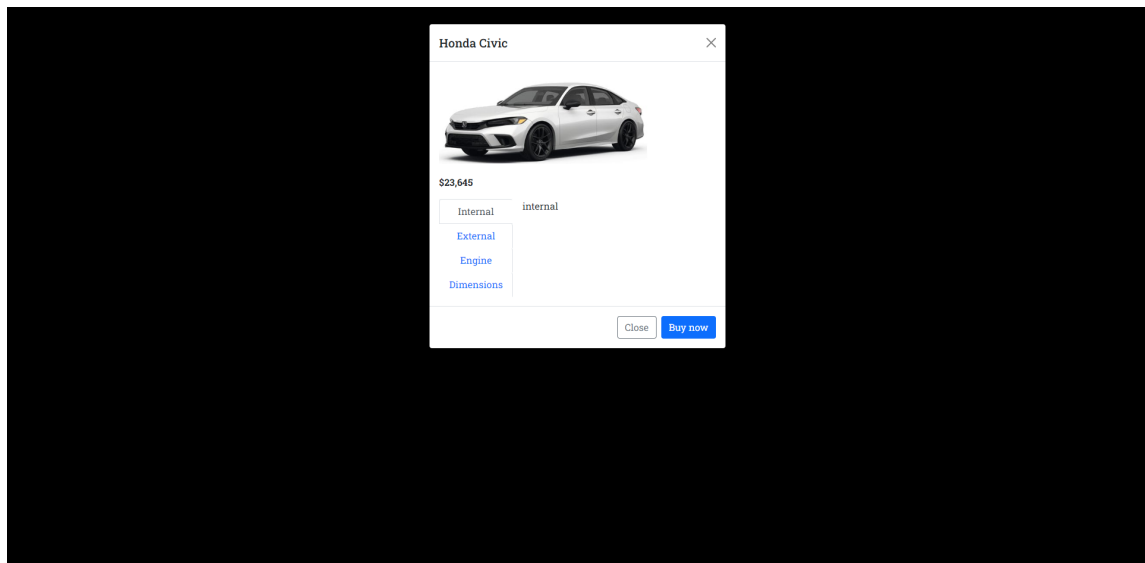 Honda Civic
$23,645
Internal
internal
External
Engine
Dimensions
Close
Buy now